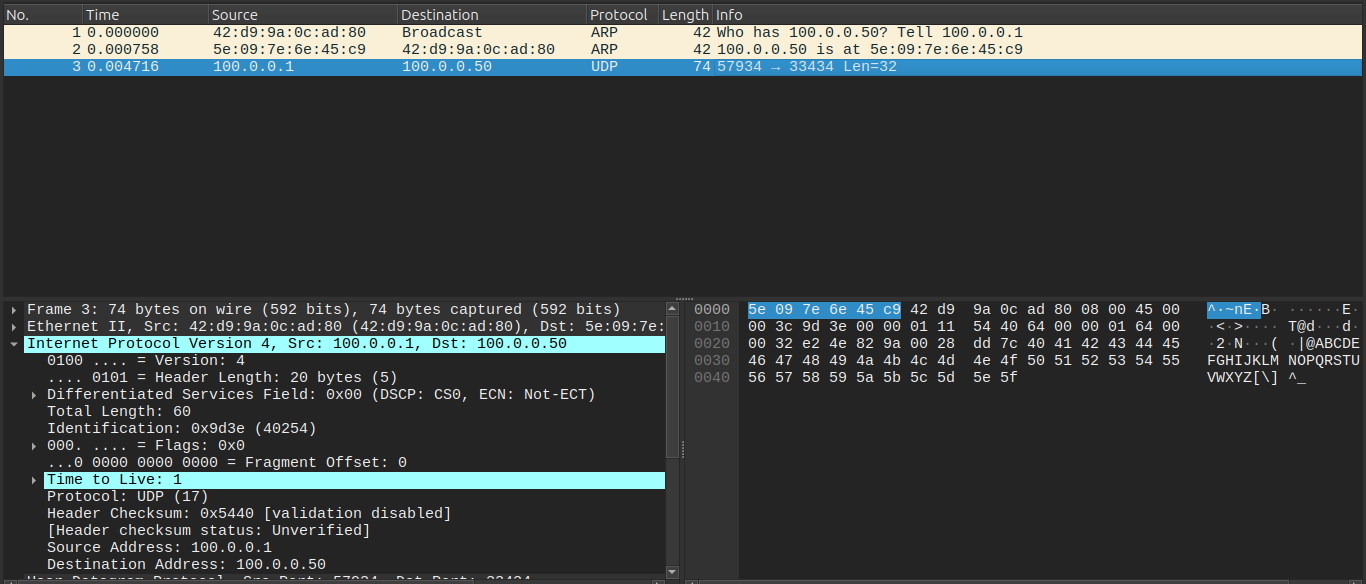 No. Time Source Destination Protocol Length Info
1 0.000000 42:d9:9a:0c:ad:80 Broadcast ARP 42 Who has 100.0.0.50? Tell 100.0.0.1
2 0.000758 5e:09:7e:6e:45:c9 42:d9:9a:0c:ad:80 ARP 42 100.0.0.50 is at 5e:09:7e:6e:45:c9
3 0.004716 100.0.0.1 100.0.0.50 UDP 74 57934 → 33434 Len=32
Frame 3: 74 bytes on wire (592 bits), 74 bytes captured (592 bits)
Ethernet II, Src: 42:d9:9a:0c:ad:80 (42:d9:9a:0c:ad:80), Dst: 5e:09:7e:
Internet Protocol Version 4, Src: 100.0.0.1, Dst: 100.0.0.50
0100 .... = Version: 4
.... 0101 = Header Length: 20 bytes (5)
Differentiated Services Field: 0x00 (DSCP: CS0, ECN: Not-ECT)
Total Length: 60
Identification: 0x9d3e (40254)
000. .... = Flags: 0x0
...0 0000 0000 0000 = Fragment Offset: 0
Time to Live: 1
Protocol: UDP (17)
Header Checksum: 0x5440 [validation disabled]
[Header checksum status: Unverified]
Source Address: 100.0.0.1
Destination Address: 100.0.0.50
User Datagram Protocol, Src Port: 57934, Dst Port: 33434
0000 5e 09 7e 6e 45 c9 42 d9 9a 0c ad 80 08 00 45 00 ^·~nE·B· ······E·
0010 00 3c 9d 3e 00 00 01 11 54 40 64 00 00 01 64 00 ·<·>···· T@d···d·
0020 00 32 e2 4e 82 9a 00 28 dd 7c 40 41 42 43 44 45 ·2·N···( ·|@ABCDE
0030 46 47 48 49 4a 4b 4c 4d 4e 4f 50 51 52 53 54 55 FGHIJKLM NOPQRSTU
0040 56 57 58 59 5a 5b 5c 5d 5e 5f VWXYZ[\] ^_